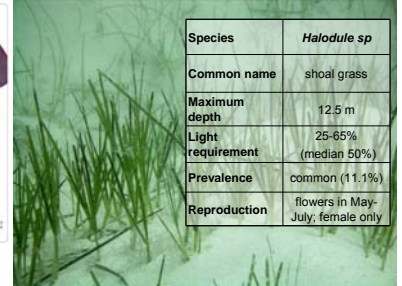 Species Halodule sp
Common name shoal grass
Maximum depth 12.5 m
Light requirement 25-65% (median 50%)
Prevalence common (11.1%)
Reproduction flowers in May-
July; female only